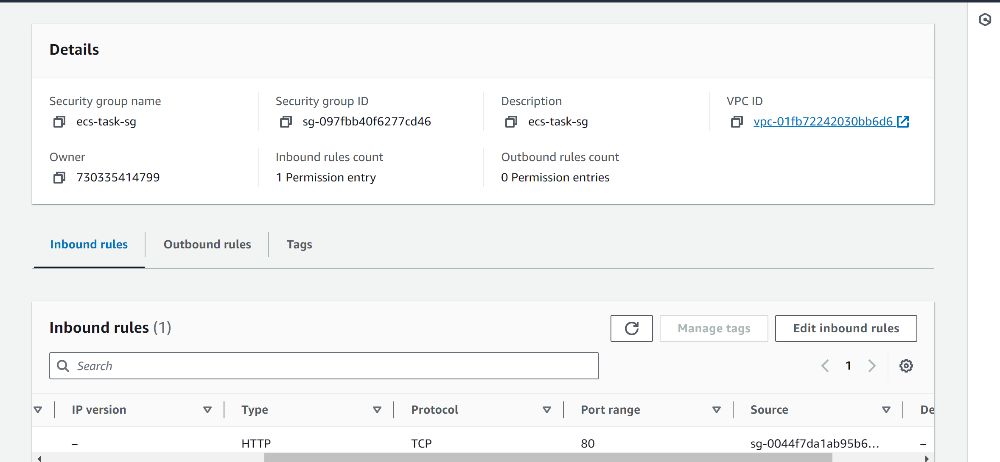 Details
Security group name
ecs-task-sg
Security group ID
sg-097fbb40f6277cd46
Description
ecs-task-sg
VPC ID
vpc-01fb72242030bb6d6
Owner
730335414799
Inbound rules count
1 Permission entry
Outbound rules count
0 Permission entries
Inbound rules Outbound rules Tags
Inbound rules (1)
Manage tags Edit inbound rules
Search
1
IP version Type Protocol Port range Source De
– HTTP TCP 80 sg-0044f7da1ab95b6... –